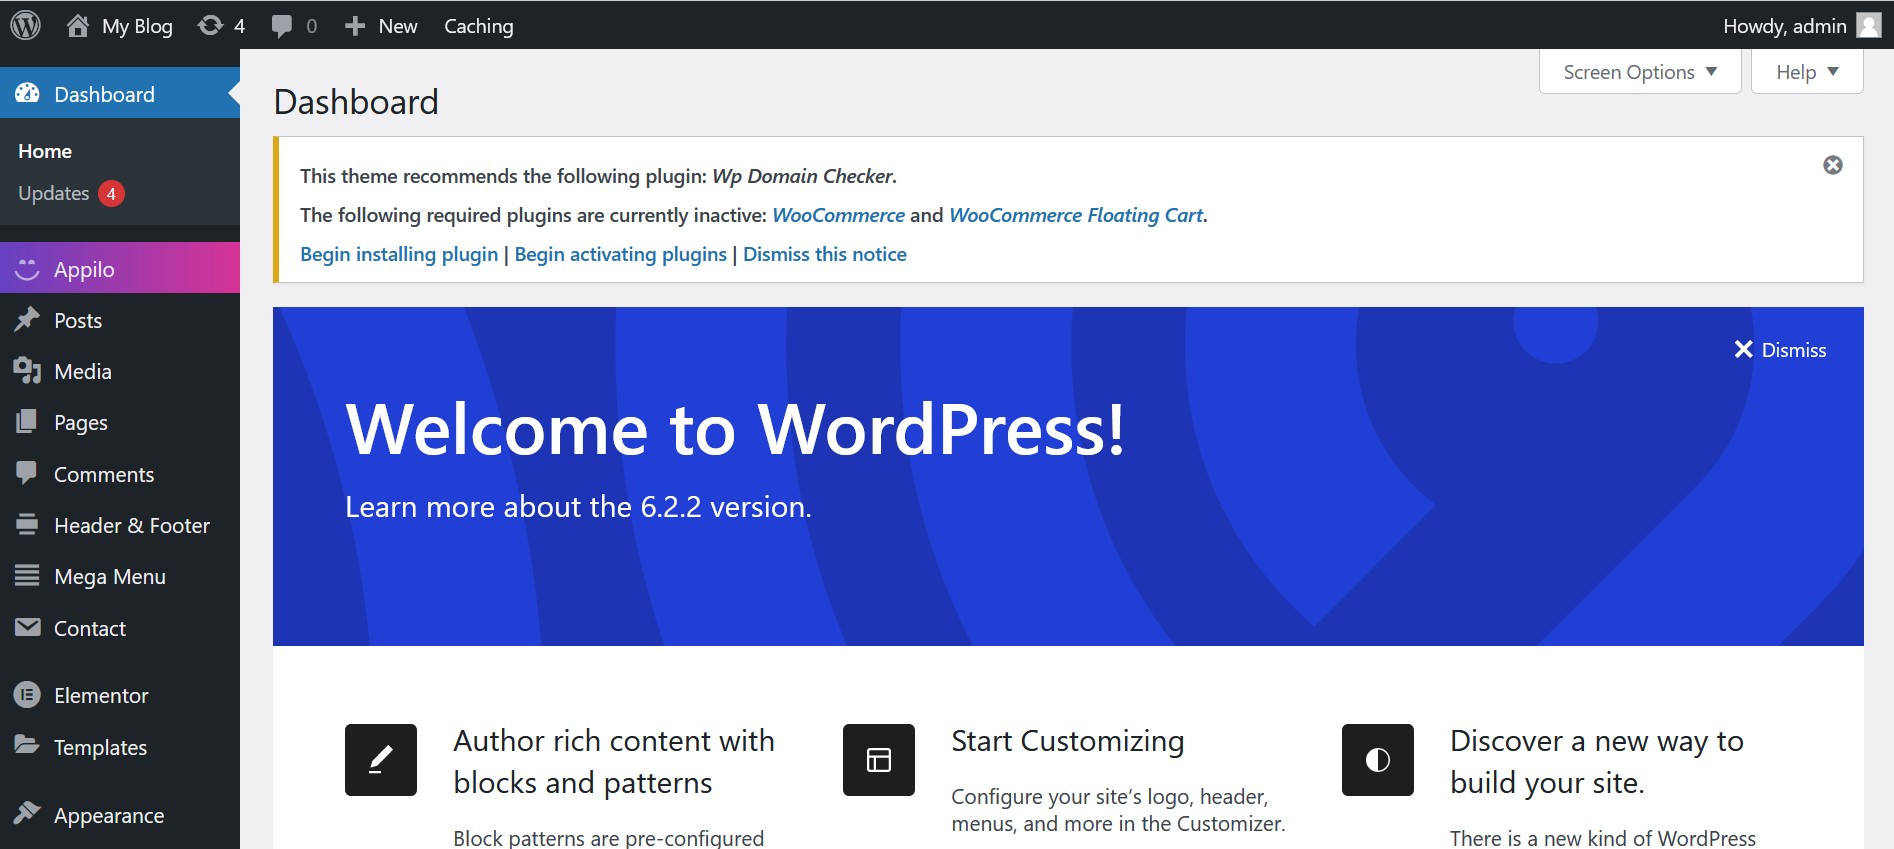 My Blog 4 0 New Caching Howdy, admin
Screen Options Help
Dashboard
Home
Updates 4
Appilo
Posts
Media
Pages
Comments
Header & Footer
Mega Menu
Contact
Elementor
Templates
Appearance
Dashboard
This theme recommends the following plugin: Wp Domain Checker.
The following required plugins are currently inactive: WooCommerce and WooCommerce Floating Cart.
Begin installing plugin | Begin activating plugins | Dismiss this notice
Dismiss
Welcome to WordPress!
Learn more about the 6.2.2 version.
Author rich content with
blocks and patterns
Block patterns are pre-configured
Start Customizing
Configure your site’s logo, header,
menus, and more in the Customizer.
Discover a new way to
build your site.
There is a new kind of WordPress